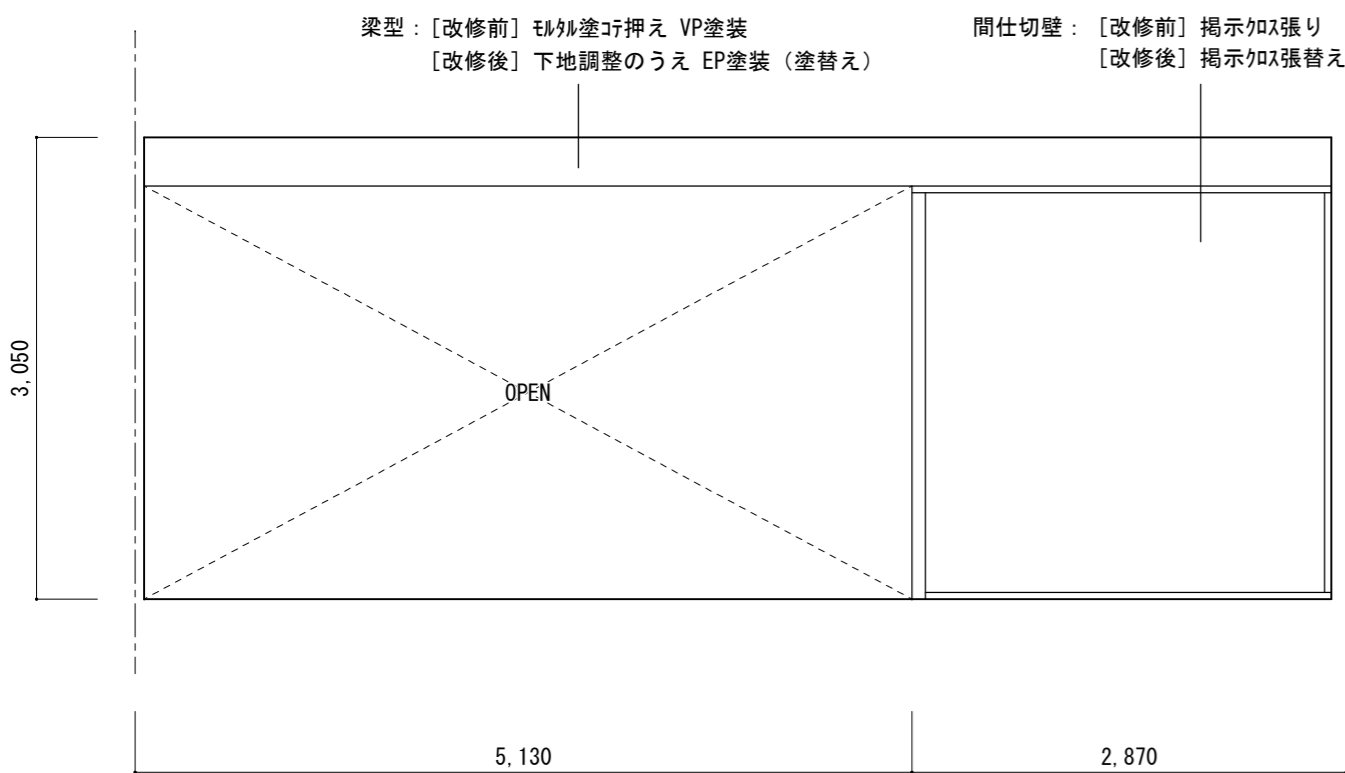 梁型：[改修前] ﾓﾙﾀﾙ塗ｺﾃ押え VP塗装
[改修後] 下地調整のうえ EP塗装（塗替え）
間仕切壁： [改修前] 掲示ｸﾛｽ張り
[改修後] 掲示ｸﾛｽ張替え
3,050
OPEN
5,130
2,870